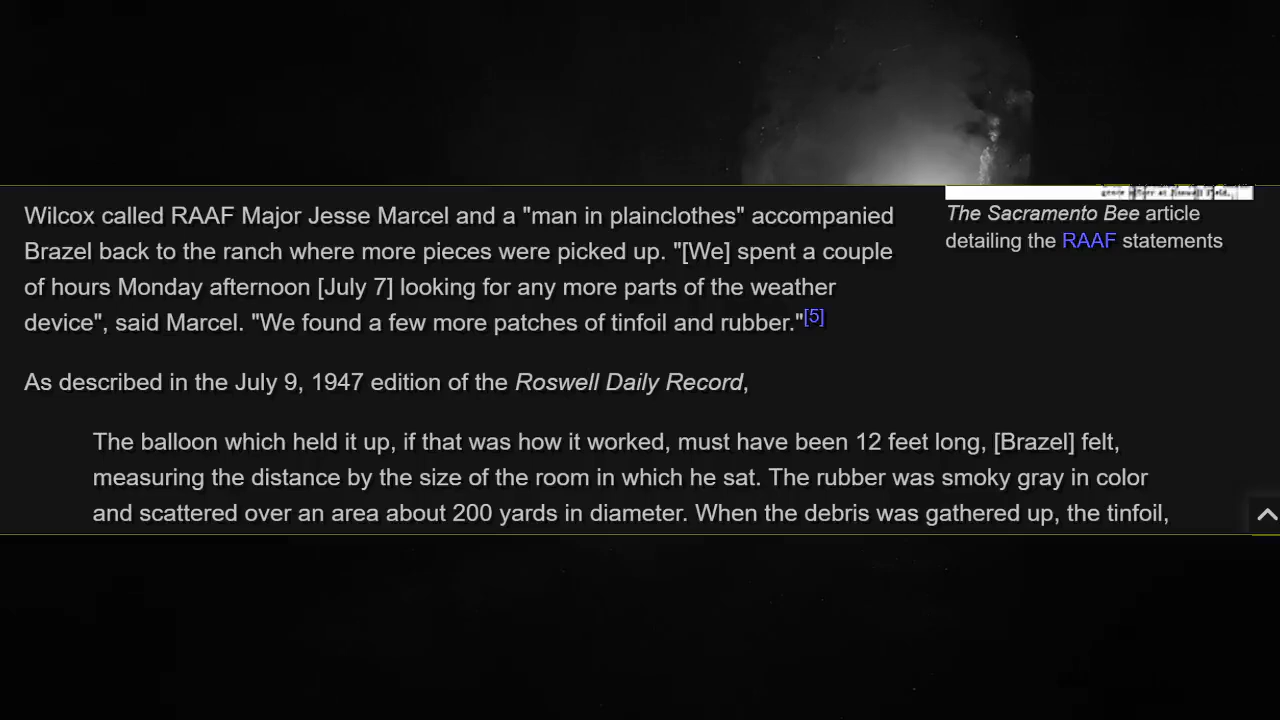 Wilcox called RAAF Major Jesse Marcel and a "man in plainclothes" accompanied
Brazel back to the ranch where more pieces were picked up. "[We] spent a couple
of hours Monday afternoon [July 7] looking for any more parts of the weather
device", said Marcel. "We found a few more patches of tinfoil and rubber."[5]
The Sacramento Bee article
detailing the RAAF statements
As described in the July 9, 1947 edition of the Roswell Daily Record,
The balloon which held it up, if that was how it worked, must have been 12 feet long, [Brazel] felt,
measuring the distance by the size of the room in which he sat. The rubber was smoky gray in color
and scattered over an area about 200 yards in diameter. When the debris was gathered up, the tinfoil,